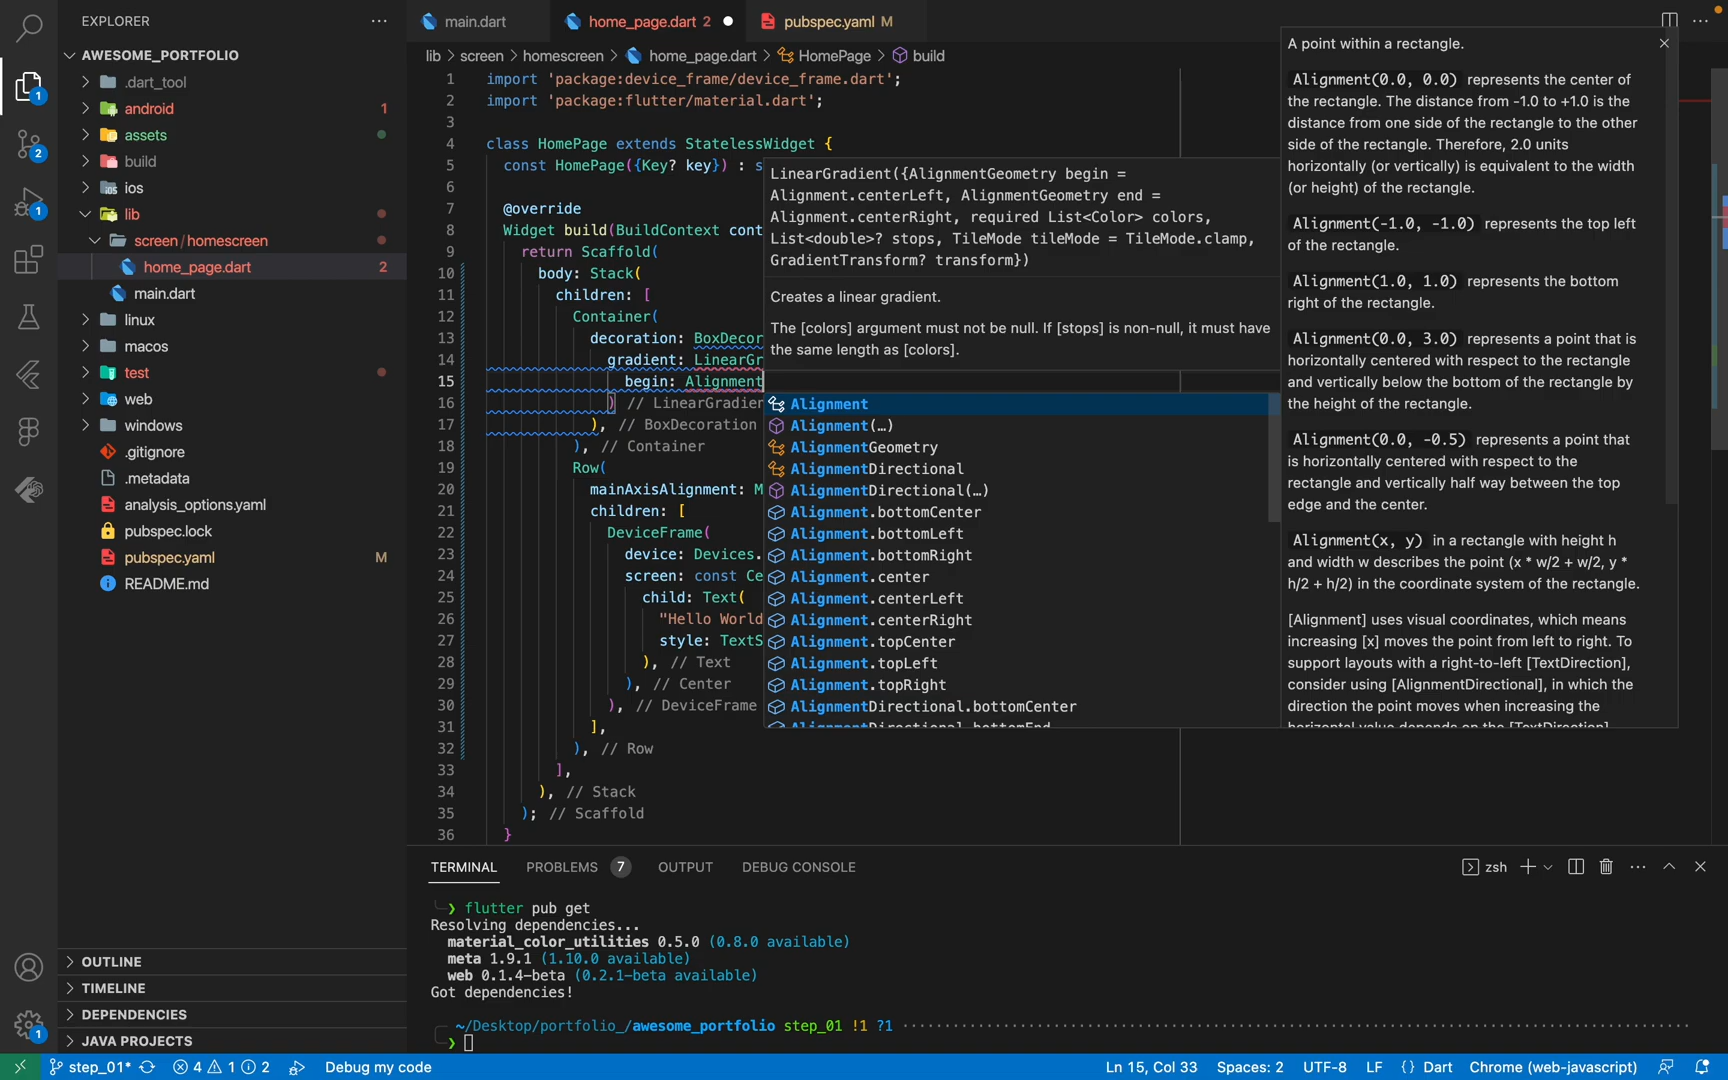 EXPLORER
AWESOME_PORTFOLIO
.dart_tool
android 1
assets
build
ios
lib
screen / homescreen
home_page.dart 2
main.dart
linux
macos
test
web
windows
.gitignore
.metadata
analysis_options.yaml
pubspec.lock
pubspec.yaml M
README.md
OUTLINE
TIMELINE
DEPENDENCIES
JAVA PROJECTS
1
2
1
1
main.dart
home_page.dart 2
pubspec.yaml M
lib > screen > homescreen > home_page.dart > HomePage > build
1 import 'package:device_frame/device_frame.dart';
2 import 'package:flutter/material.dart';
3
4 class HomePage extends StatelessWidget {
5 const HomePage({Key? key}) : s
6
7 @override
8 Widget build(BuildContext cont
9 return Scaffold(
10 body: Stack(
11 children: [
12 Container(
13 decoration: BoxDecor
14 gradient: LinearGr
15 begin: Alignment
16 ) // LinearGradien
17 ), // BoxDecoration
18 ), // Container
19 Row(
20 mainAxisAlignment: M
21 children: [
22 DeviceFrame(
23 device: Devices.
24 screen: const Ce
25 child: Text(
26 "Hello World
27 style: TextS
28 ), // Text
29 ), // Center
30 ), // DeviceFrame
31 ],
32 ), // Row
33 ],
34 ), // Stack
35 ); // Scaffold
36 }
LinearGradient({AlignmentGeometry begin =
Alignment.centerLeft, AlignmentGeometry end =
Alignment.centerRight, required List<Color> colors,
List<double>? stops, TileMode tileMode = TileMode.clamp,
GradientTransform? transform})
Creates a linear gradient.
The [colors] argument must not be null. If [stops] is non-null, it must have
the same length as [colors].
Alignment
Alignment(…)
AlignmentGeometry
AlignmentDirectional
AlignmentDirectional(…)
Alignment.bottomCenter
Alignment.bottomLeft
Alignment.bottomRight
Alignment.center
Alignment.centerLeft
Alignment.centerRight
Alignment.topCenter
Alignment.topLeft
Alignment.topRight
AlignmentDirectional.bottomCenter
AlignmentDirectional.bottomEnd
A point within a rectangle.
Alignment(0.0, 0.0) represents the center of
the rectangle. The distance from -1.0 to +1.0 is the
distance from one side of the rectangle to the other
side of the rectangle. Therefore, 2.0 units
horizontally (or vertically) is equivalent to the width
(or height) of the rectangle.
Alignment(-1.0, -1.0) represents the top left
of the rectangle.
Alignment(1.0, 1.0) represents the bottom
right of the rectangle.
Alignment(0.0, 3.0) represents a point that is
horizontally centered with respect to the rectangle
and vertically below the bottom of the rectangle by
the height of the rectangle.
Alignment(0.0, -0.5) represents a point that
is horizontally centered with respect to the
rectangle and vertically half way between the top
edge and the center.
Alignment(x, y) in a rectangle with height h
and width w describes the point (x * w/2 + w/2, y *
h/2 + h/2) in the coordinate system of the rectangle.
[Alignment] uses visual coordinates, which means
increasing [x] moves the point from left to right. To
support layouts with a right-to-left [TextDirection],
consider using [AlignmentDirectional], in which the
direction the point moves when increasing the
horizontal value depends on the [TextDirection].
TERMINAL PROBLEMS 7 OUTPUT DEBUG CONSOLE
zsh
❯ flutter pub get
Resolving dependencies...
material_color_utilities 0.5.0 (0.8.0 available)
meta 1.9.1 (1.10.0 available)
web 0.1.4-beta (0.2.1-beta available)
Got dependencies!
~/Desktop/portfolio_/awesome_portfolio step_01 !1 ?1
❯
step_01* 4 1 2 Debug my code Ln 15, Col 33 Spaces: 2 UTF-8 LF {} Dart Chrome (web-javascript)